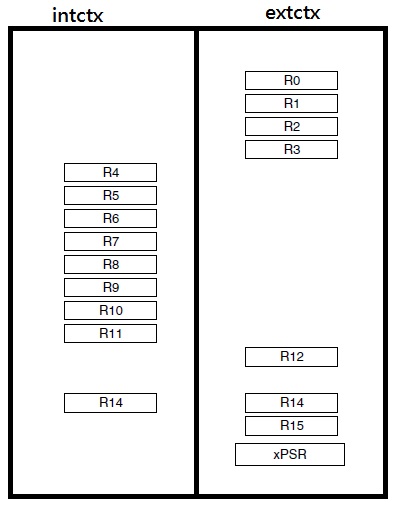 intctx
extctx
R0
R1
R2
R3
R4
R5
R6
R7
R8
R9
R10
R11
R12
R14
R14
R15
xPSR